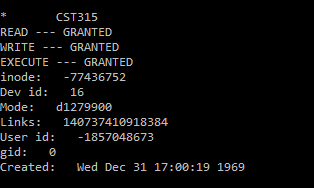 *       CST315
READ --- GRANTED
WRITE --- GRANTED
EXECUTE --- GRANTED
inode:   -77436752
Dev id:   16
Mode:   d1279900
Links:   140737410918384
User id:   -1857048673
gid:   0
Created:   Wed Dec 31 17:00:19 1969